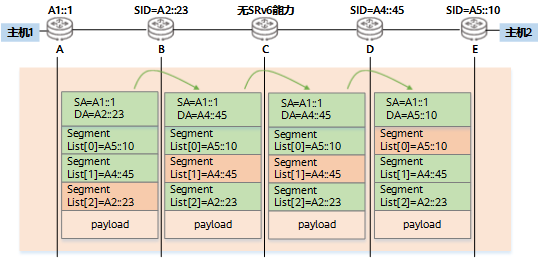 A1::1
SID=A2::23
无SRv6能力
SID=A4::45
SID=A5::10
主机1
主机2
A
B
C
D
E
SA=A1::1
DA=A2::23
Segment
List[0]=A5::10
Segment
List[1]=A4::45
Segment
List[2]=A2::23
payload
SA=A1::1
DA=A4::45
Segment
List[0]=A5::10
Segment
List[1]=A4::45
Segment
List[2]=A2::23
payload
SA=A1::1
DA=A4::45
Segment
List[0]=A5::10
Segment
List[1]=A4::45
Segment
List[2]=A2::23
payload
SA=A1::1
DA=A5::10
Segment
List[0]=A5::10
Segment
List[1]=A4::45
Segment
List[2]=A2::23
payload